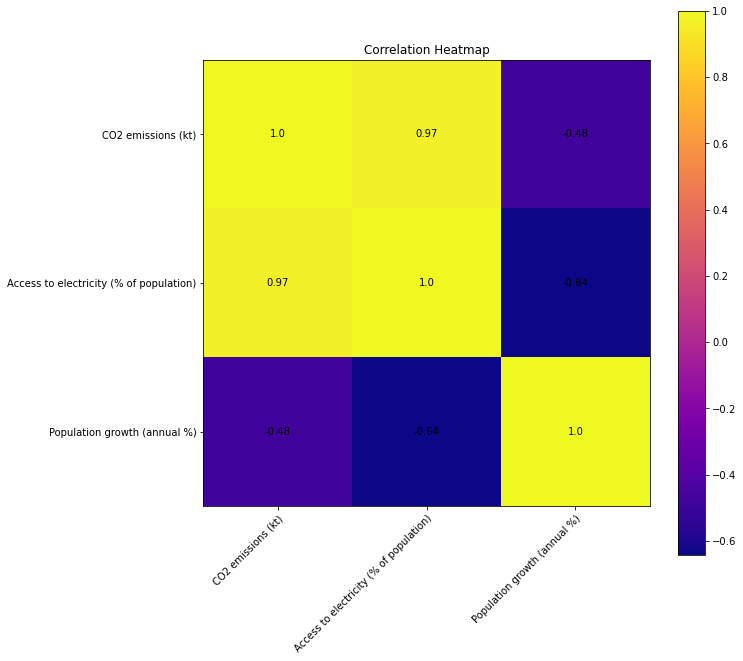 Correlation Heatmap
CO2 emissions (kt)
1.0
0.97
-0.48
Access to electricity (% of population)
0.97
1.0
-0.64
Population growth (annual %)
-0.48
-0.64
1.0
CO2 emissions (kt)
Access to electricity (% of population)
Population growth (annual %)
1.0
0.8
0.6
0.4
0.2
0.0
−0.2
−0.4
−0.6